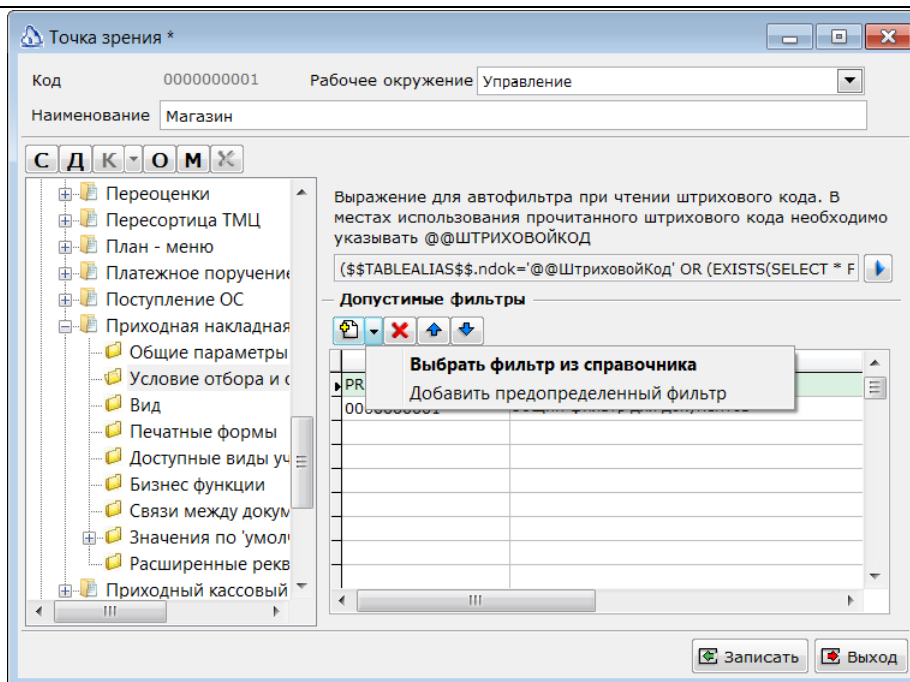 Точка зрения *
Код 0000000001 Рабочее окружение Управление
Наименование Магазин
С Д К О М
Переоценки
Пересортица ТМЦ
План - меню
Платежное поручение
Поступление ОС
Приходная накладная
Общие параметры
Условие отбора и с
Вид
Печатные формы
Доступные виды уч
Бизнес функции
Связи между докум
Значения по 'умол
Расширенные рекв
Приходный кассовый
Выражение для автофильтра при чтении штрихового кода. В
местах использования прочитанного штрихового кода необходимо
указывать @@ШТРИХОВОЙКОД
($$TABLEALIAS$$.ndok='@@ШтриховойКод' OR (EXISTS(SELECT * F
Допустимые фильтры
Выбрать фильтр из справочника
Добавить предопределенный фильтр
PR
Записать Выход